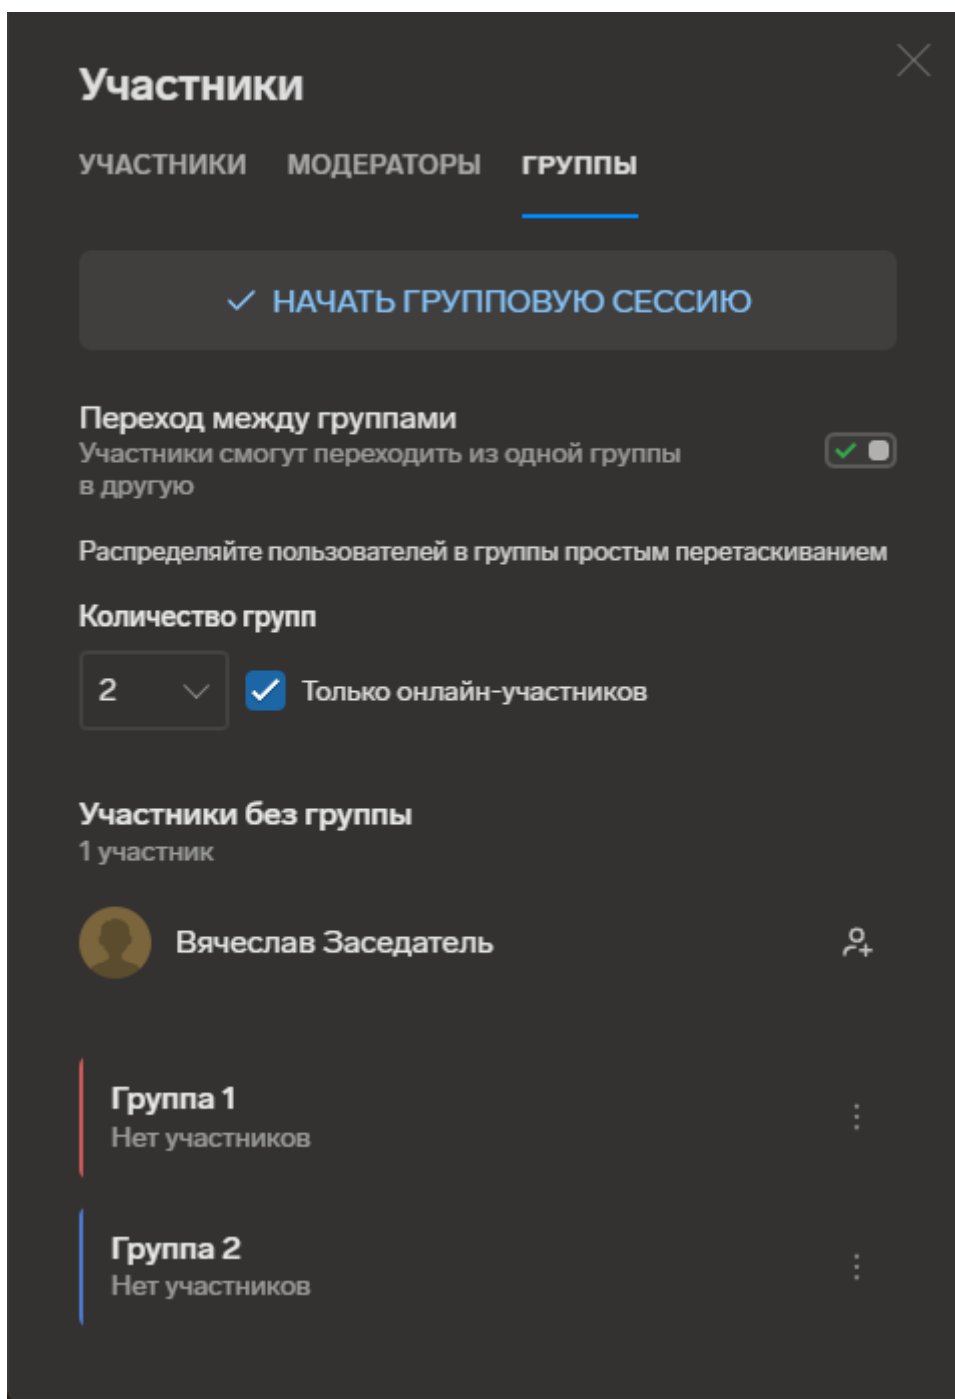 Участники
УЧАСТНИКИ МОДЕРАТОРЫ ГРУППЫ
НАЧАТЬ ГРУППОВУЮ СЕССИЮ
Переход между группами
Участники смогут переходить из одной группы
в другую
Распределяйте пользователей в группы простым перетаскиванием
Количество групп
2 Только онлайн-участников
Участники без группы
1 участник
Вячеслав Заседатель
Группа 1
Нет участников
Группа 2
Нет участников